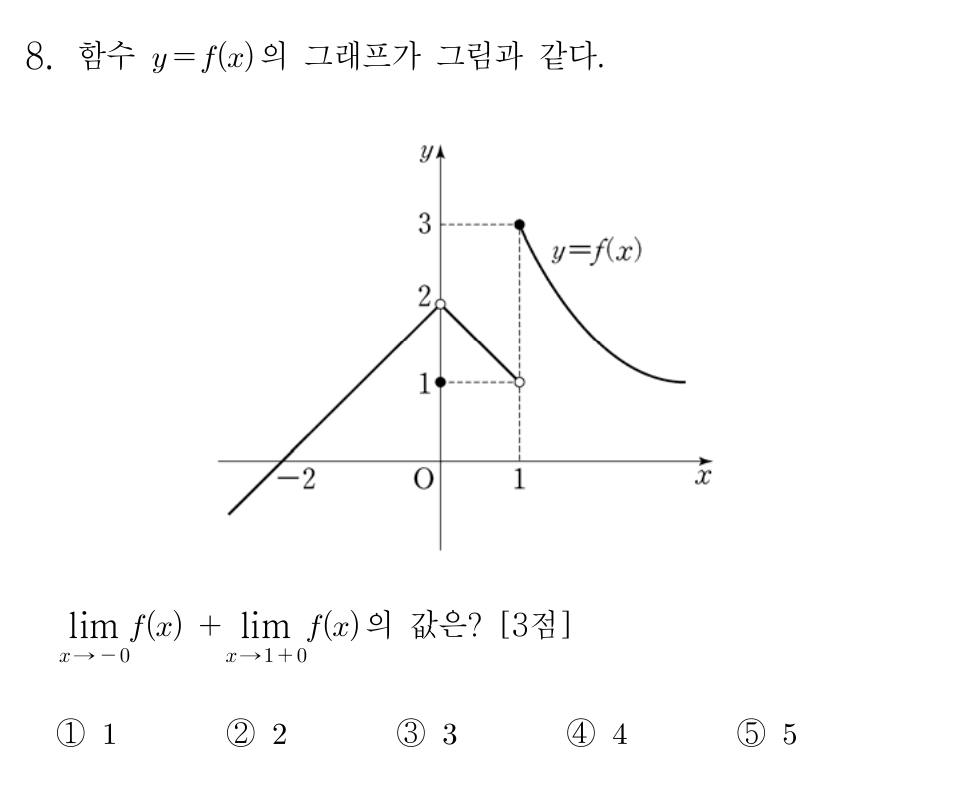 8. 함수 y=f(x)의 그래프가 그림과 같다.
y
3
y=f(x)
2
1
-2 O 1 x
lim f(x) + lim f(x)의 값은? [3점]
x→-0 x→1+0
① 1 ② 2 ③ 3 ④ 4 ⑤ 5